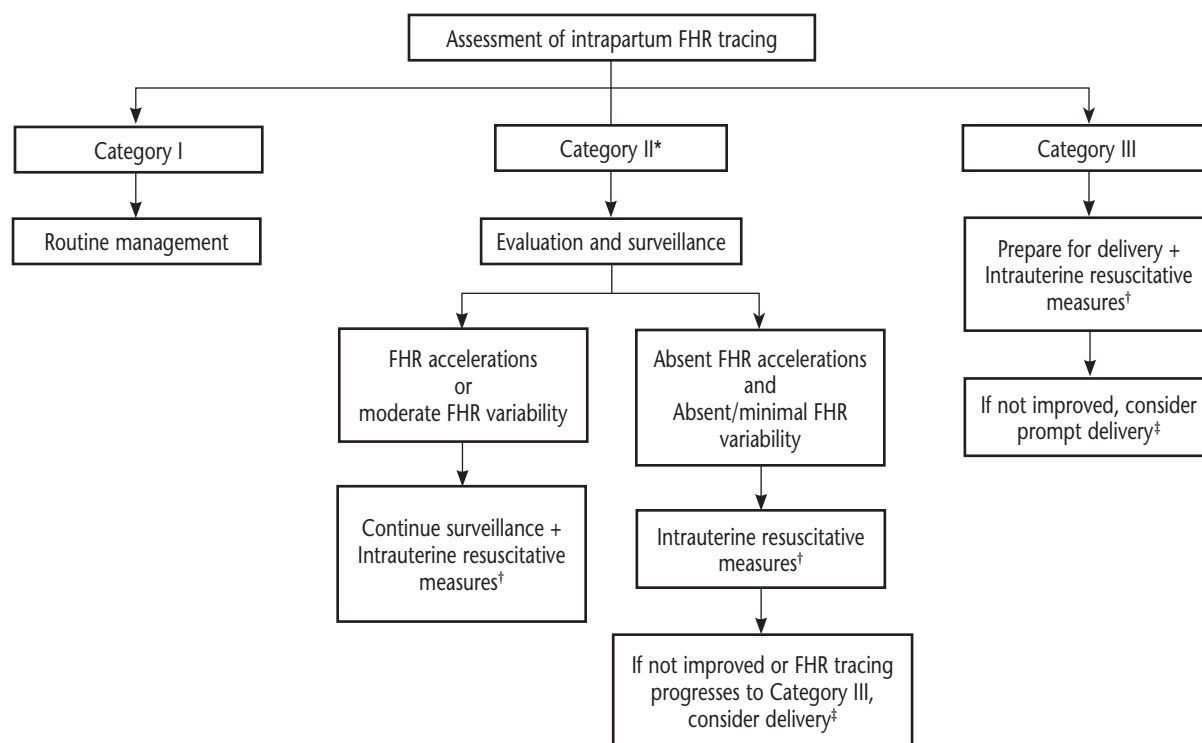 Assessment of intrapartum FHR tracing
Category I
Category II*
Category III
Routine management
Evaluation and surveillance
Prepare for delivery +
Intrauterine resuscitative
measures†
FHR accelerations
or
moderate FHR variability
Absent FHR accelerations
and
Absent/minimal FHR
variability
If not improved, consider
prompt delivery‡
Continue surveillance +
Intrauterine resuscitative
measures†
Intrauterine resuscitative
measures†
If not improved or FHR tracing
progresses to Category III,
consider delivery‡